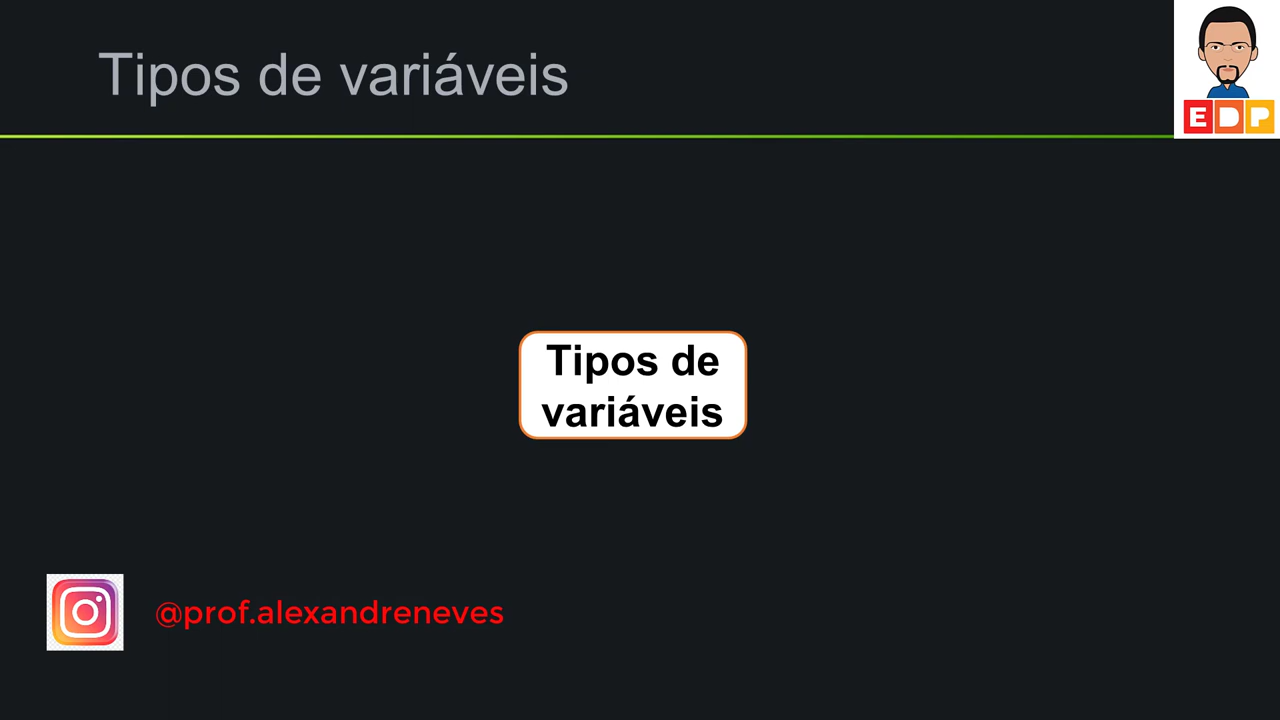 Tipos de variáveis
EDP
Tipos de
variáveis
@prof.alexandreneves